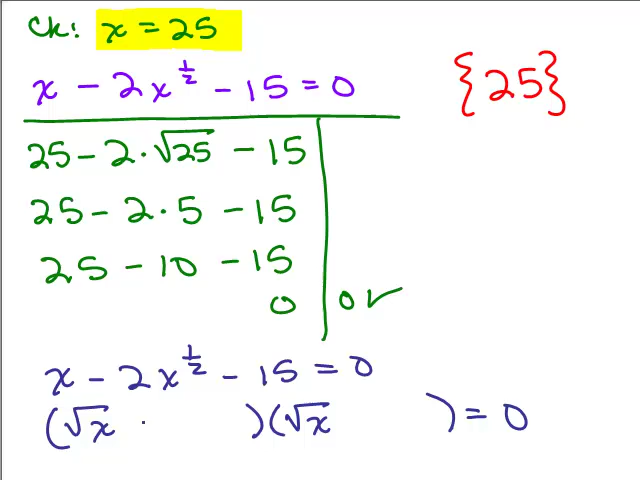 Ck: x = 25
x - 2x^{1/2} - 15 = 0
{25}
25 - 2 · √25 - 15
25 - 2 · 5 - 15
25 - 10 - 15
0 | 0 ✓
x - 2x^{1/2} - 15 = 0
(√x · )(√x ) = 0